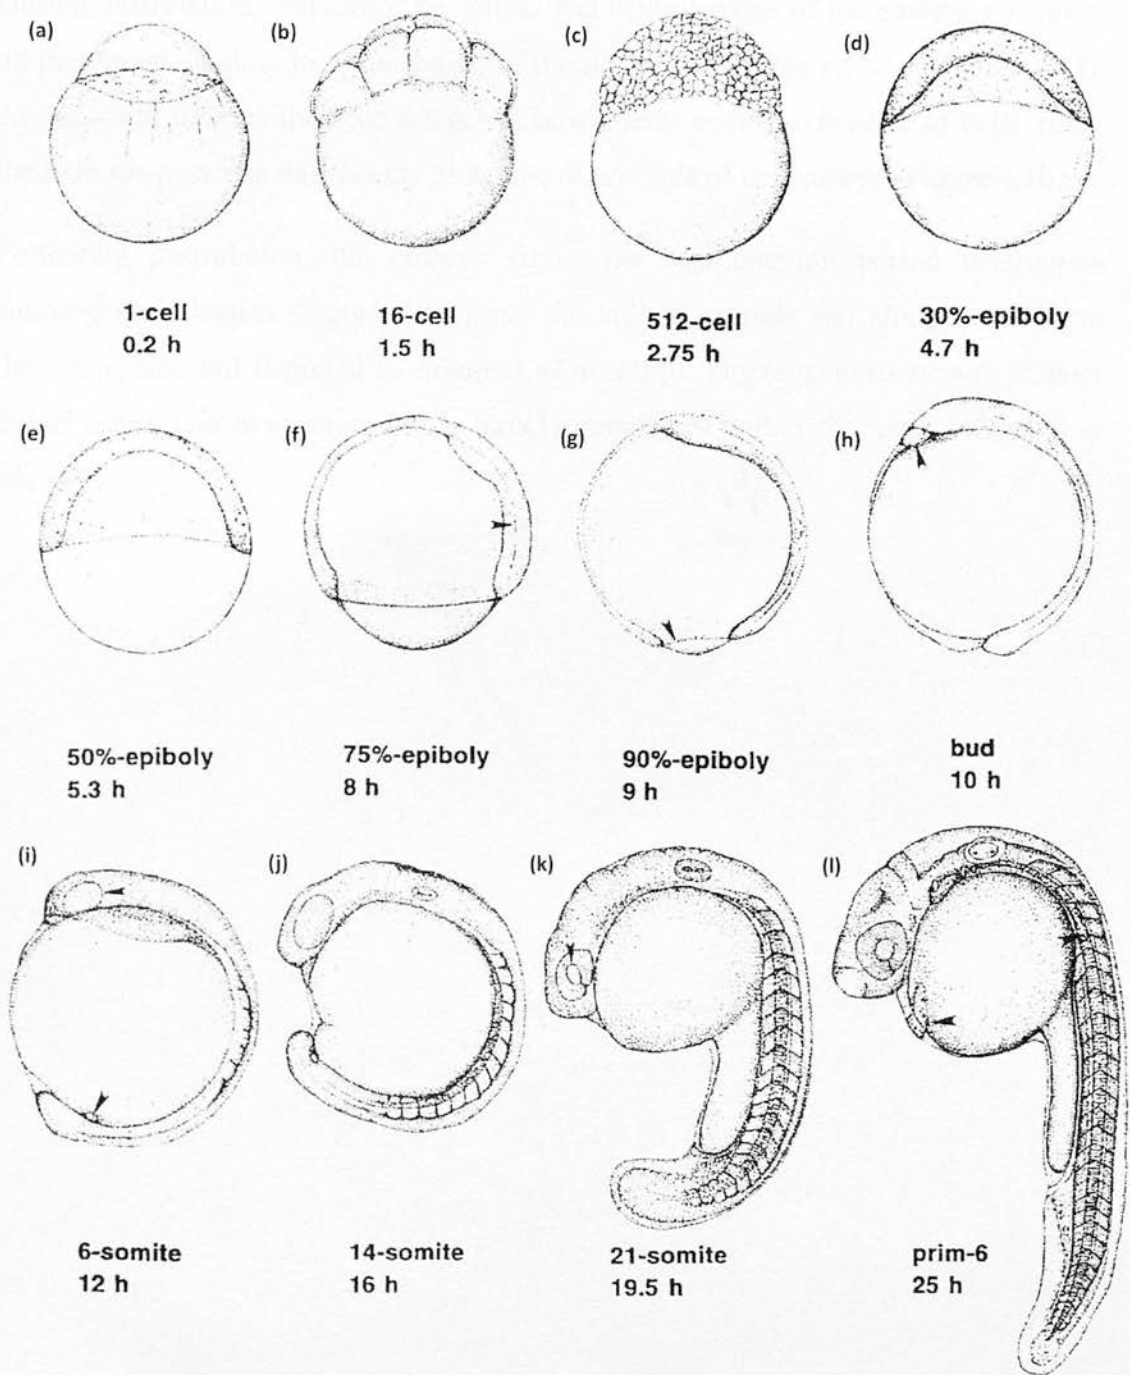 (a)
(b)
(c)
(d)
1-cell
0.2 h
16-cell
1.5 h
512-cell
2.75 h
30%-epiboly
4.7 h
(e)
(f)
(g)
(h)
50%-epiboly
5.3 h
75%-epiboly
8 h
90%-epiboly
9 h
bud
10 h
(i)
(j)
(k)
(l)
6-somite
12 h
14-somite
16 h
21-somite
19.5 h
prim-6
25 h